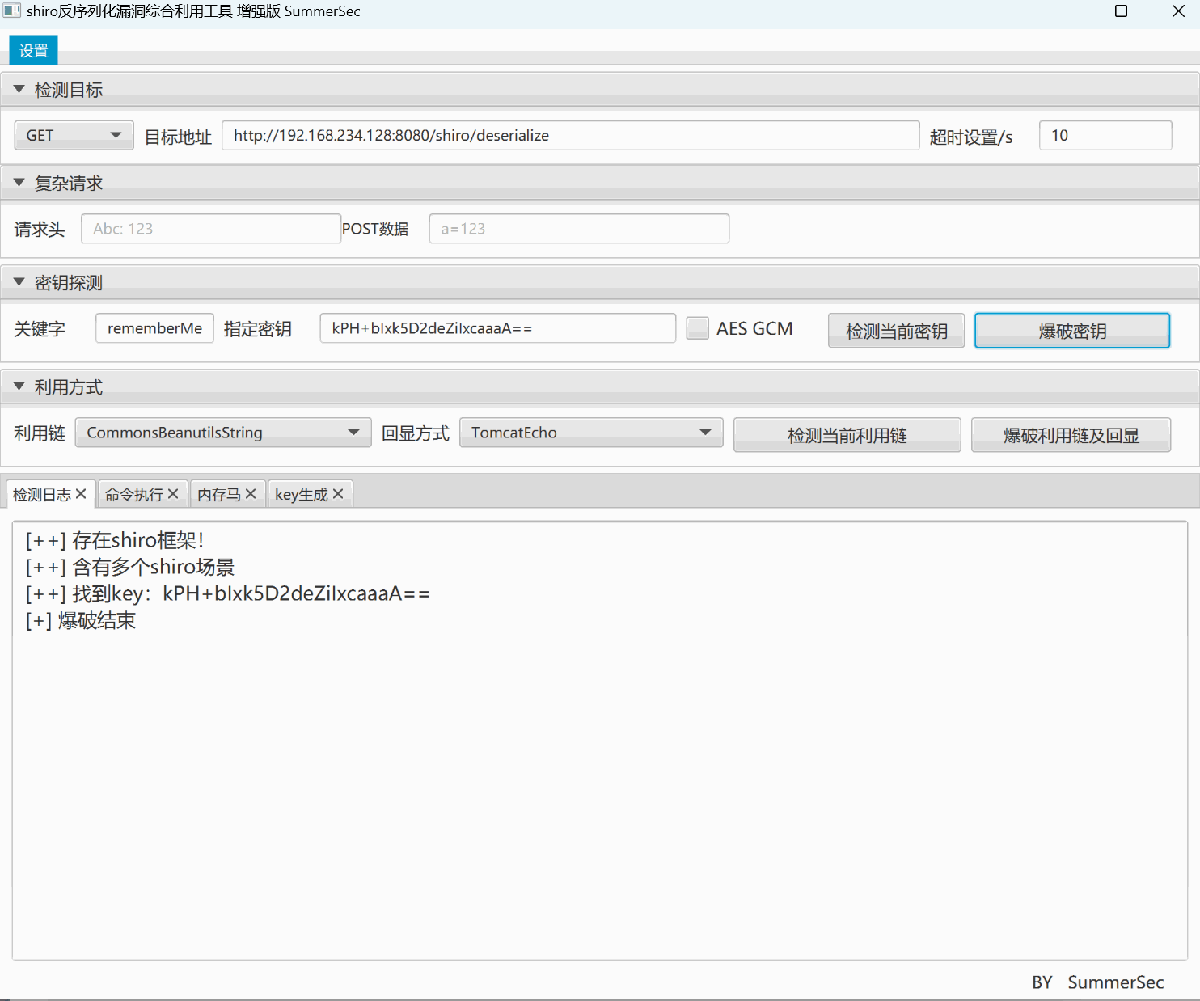 shiro反序列化漏洞综合利用工具 增强版 SummerSec
设置
检测目标
GET 目标地址 http://192.168.234.128:8080/shiro/deserialize 超时设置/s 10
复杂请求
请求头 Abc: 123 POST数据 a=123
密钥探测
关键字 rememberMe 指定密钥 kPH+bIxk5D2deZiIxcaaaA== AES GCM 检测当前密钥 爆破密钥
利用方式
利用链 CommonsBeanutilsString 回显方式 TomcatEcho 检测当前利用链 爆破利用链及回显
检测日志 命令执行 内存马 key生成
[++] 存在shiro框架！
[++] 含有多个shiro场景
[++] 找到key：kPH+bIxk5D2deZiIxcaaaA==
[+] 爆破结束
BY SummerSec